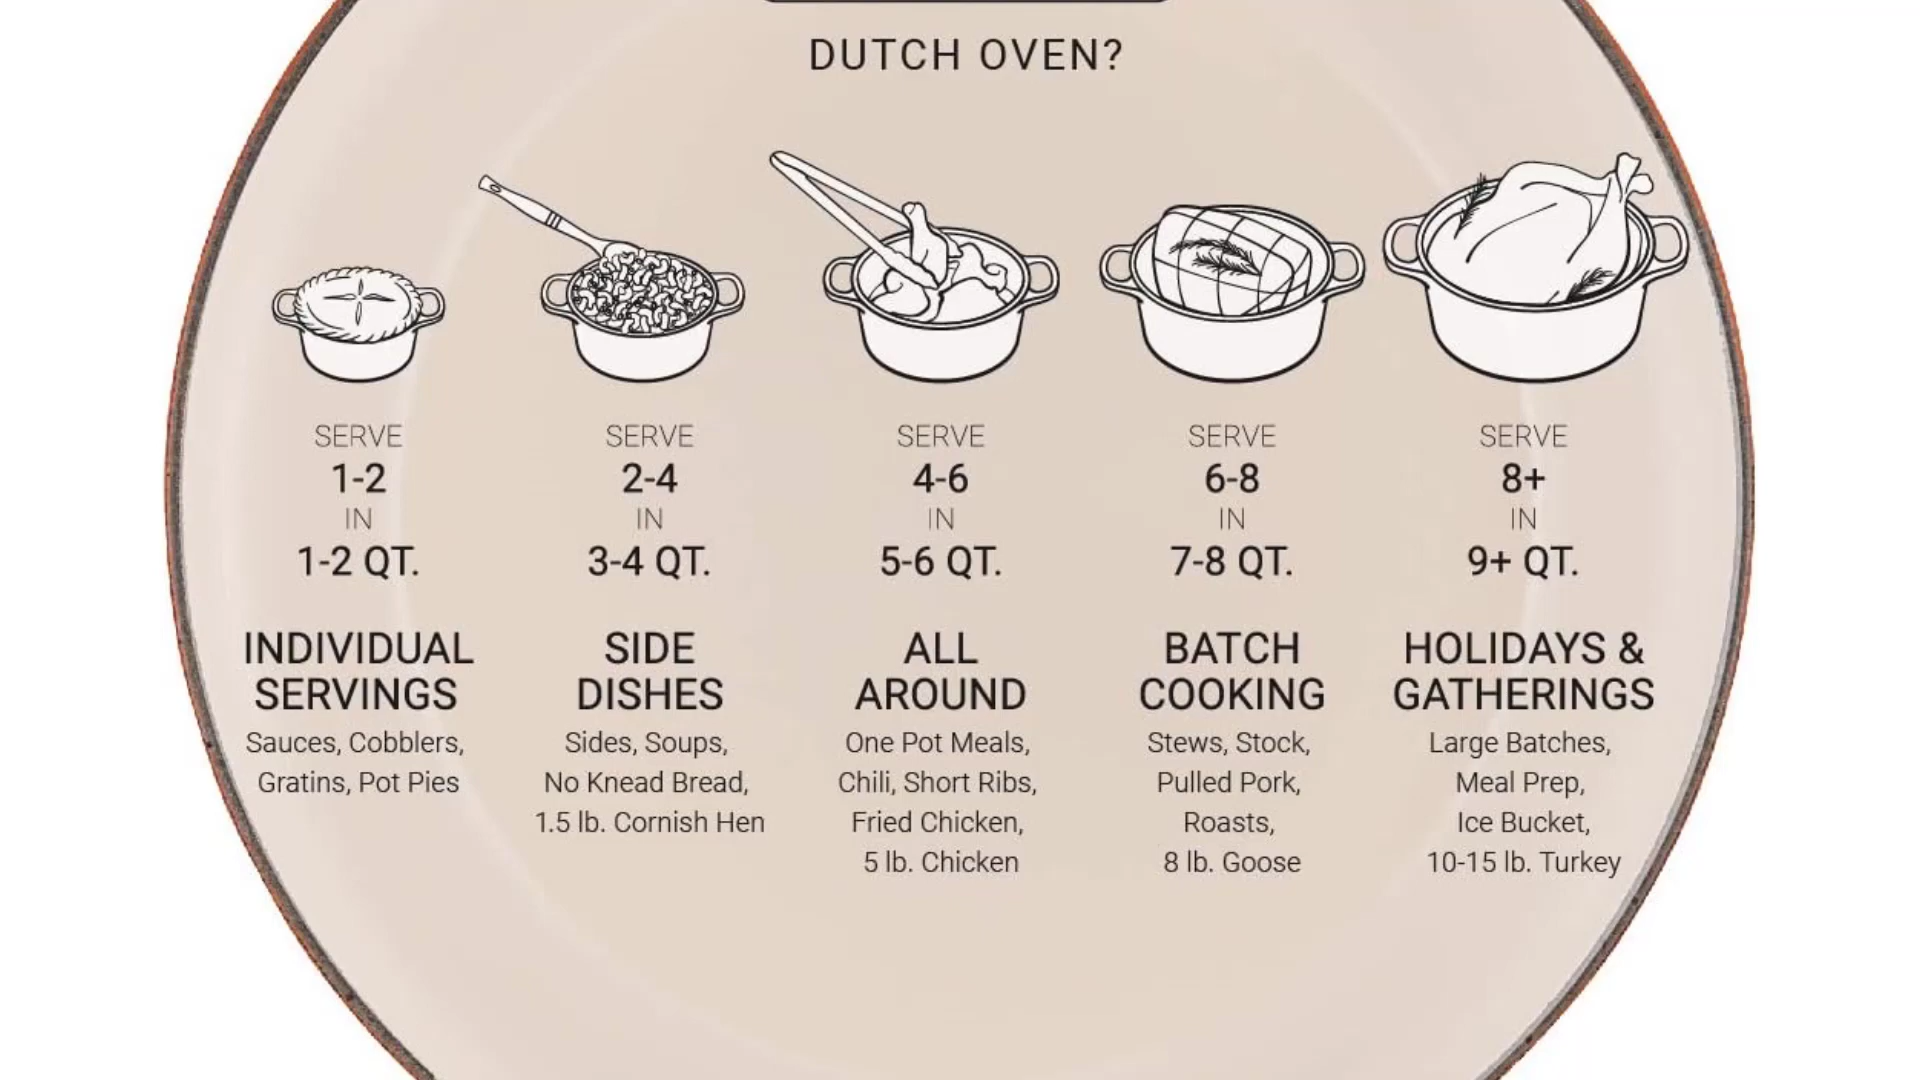 DUTCH OVEN?
SERVE
1-2
IN
1-2 QT.
INDIVIDUAL
SERVINGS
Sauces, Cobblers,
Gratins, Pot Pies
SERVE
2-4
IN
3-4 QT.
SIDE
DISHES
Sides, Soups,
No Knead Bread,
1.5 lb. Cornish Hen
SERVE
4-6
IN
5-6 QT.
ALL
AROUND
One Pot Meals,
Chili, Short Ribs,
Fried Chicken,
5 lb. Chicken
SERVE
6-8
IN
7-8 QT.
BATCH
COOKING
Stews, Stock,
Pulled Pork,
Roasts,
8 lb. Goose
SERVE
8+
IN
9+ QT.
HOLIDAYS &
GATHERINGS
Large Batches,
Meal Prep,
Ice Bucket,
10-15 lb. Turkey